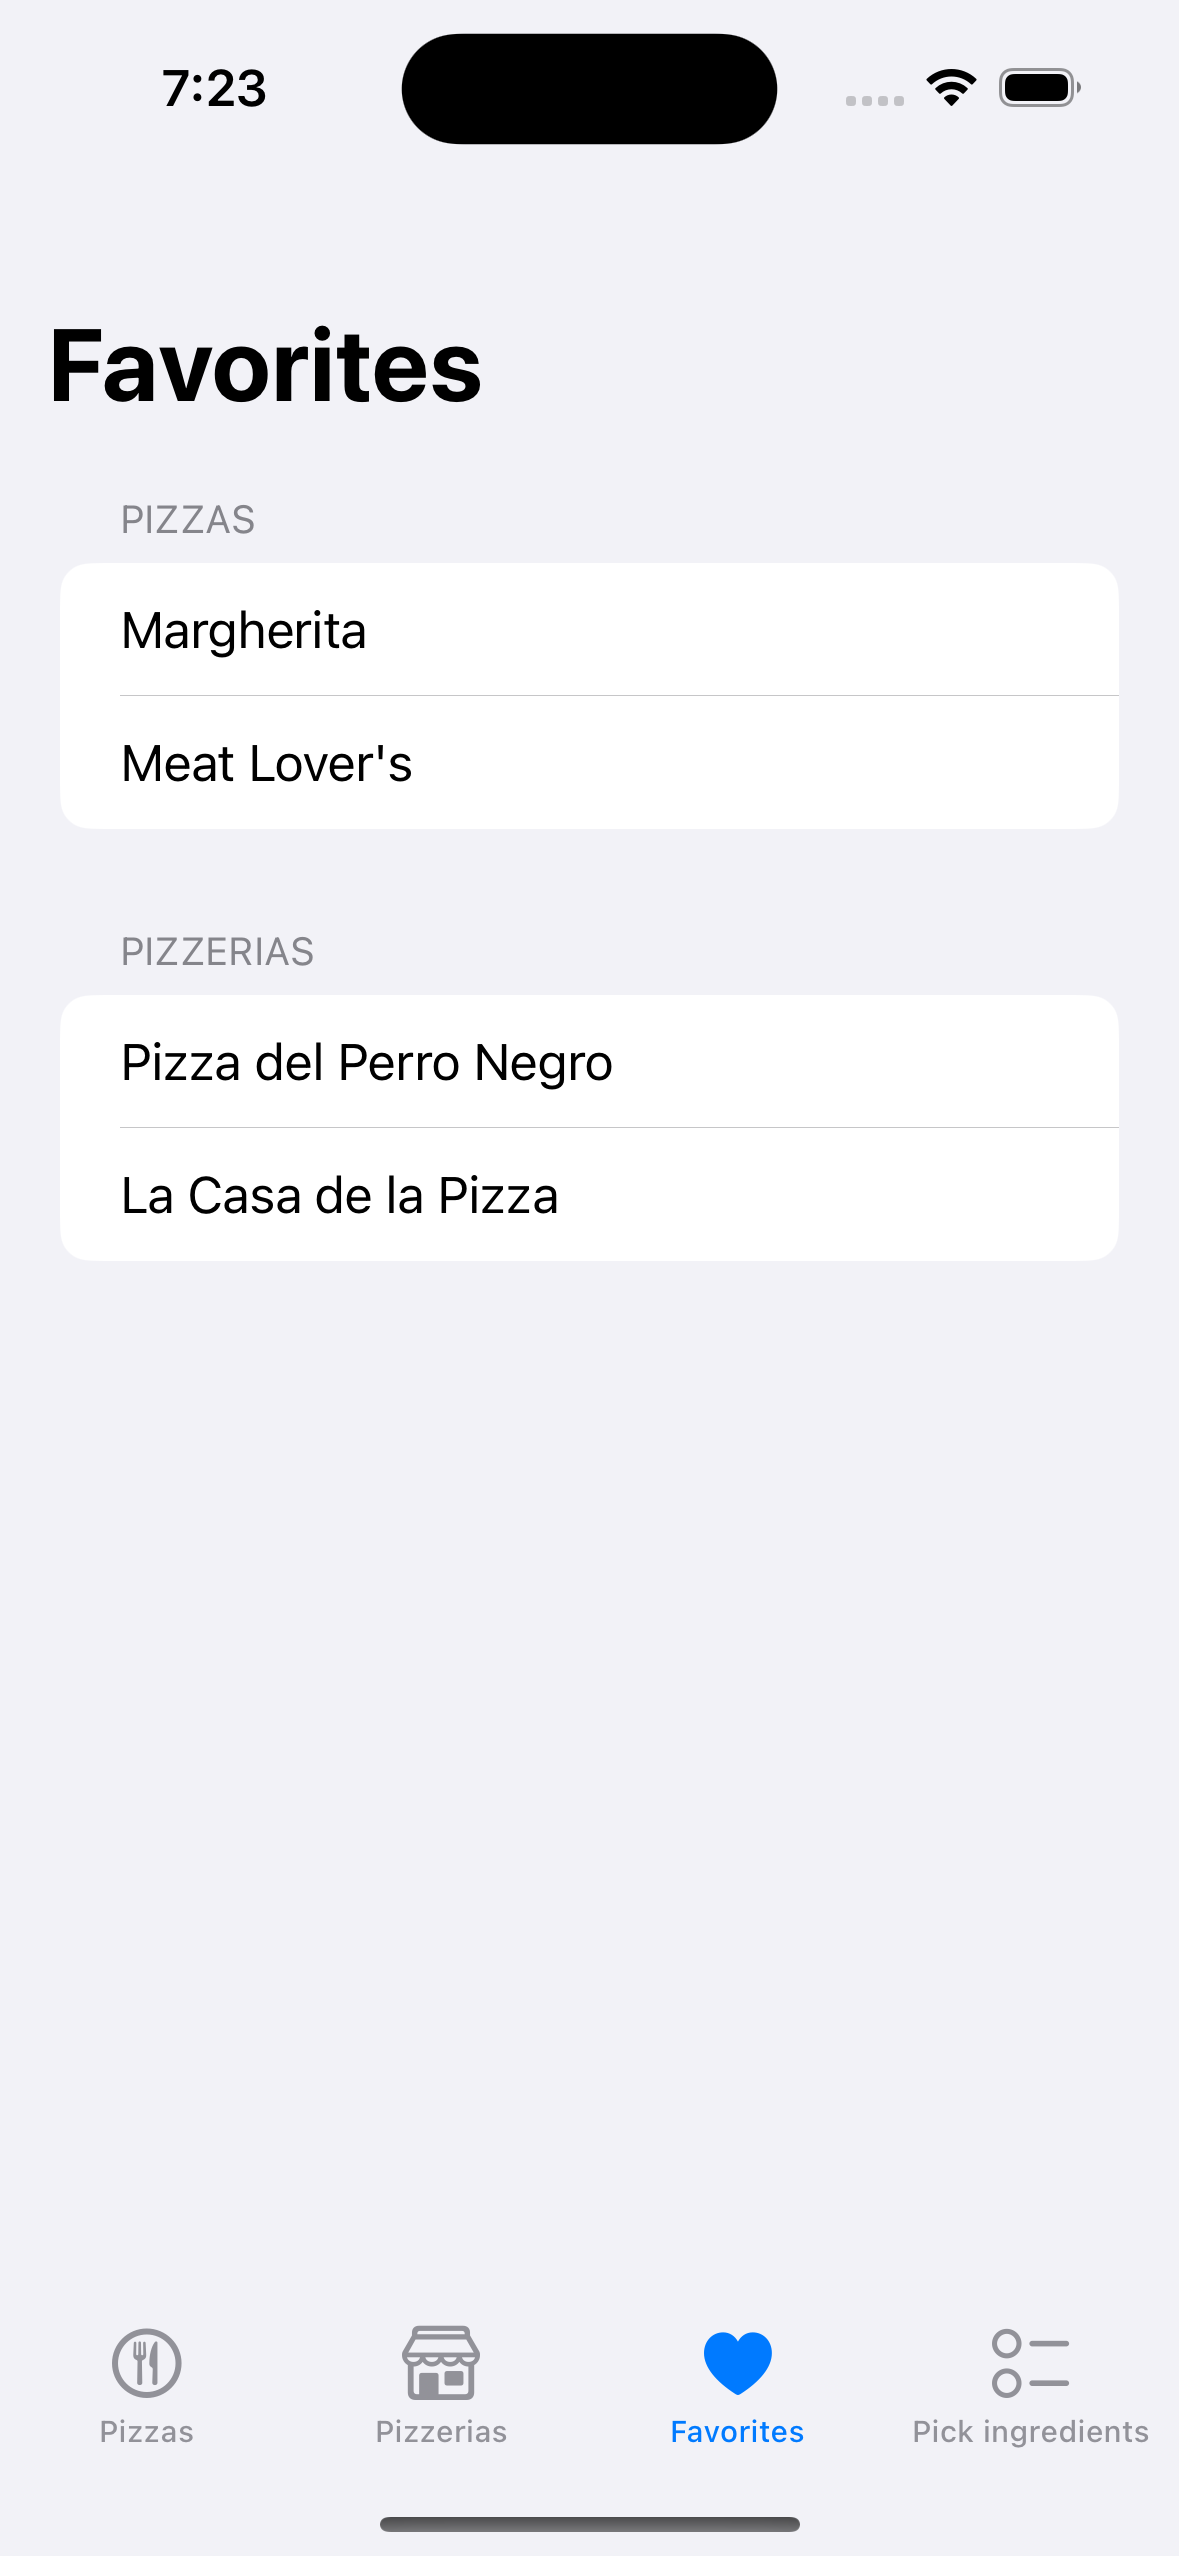 7:23
Favorites
PIZZAS
Margherita
Meat Lover's
PIZZERIAS
Pizza del Perro Negro
La Casa de la Pizza
Pizzas
Pizzerias
Favorites
Pick ingredients